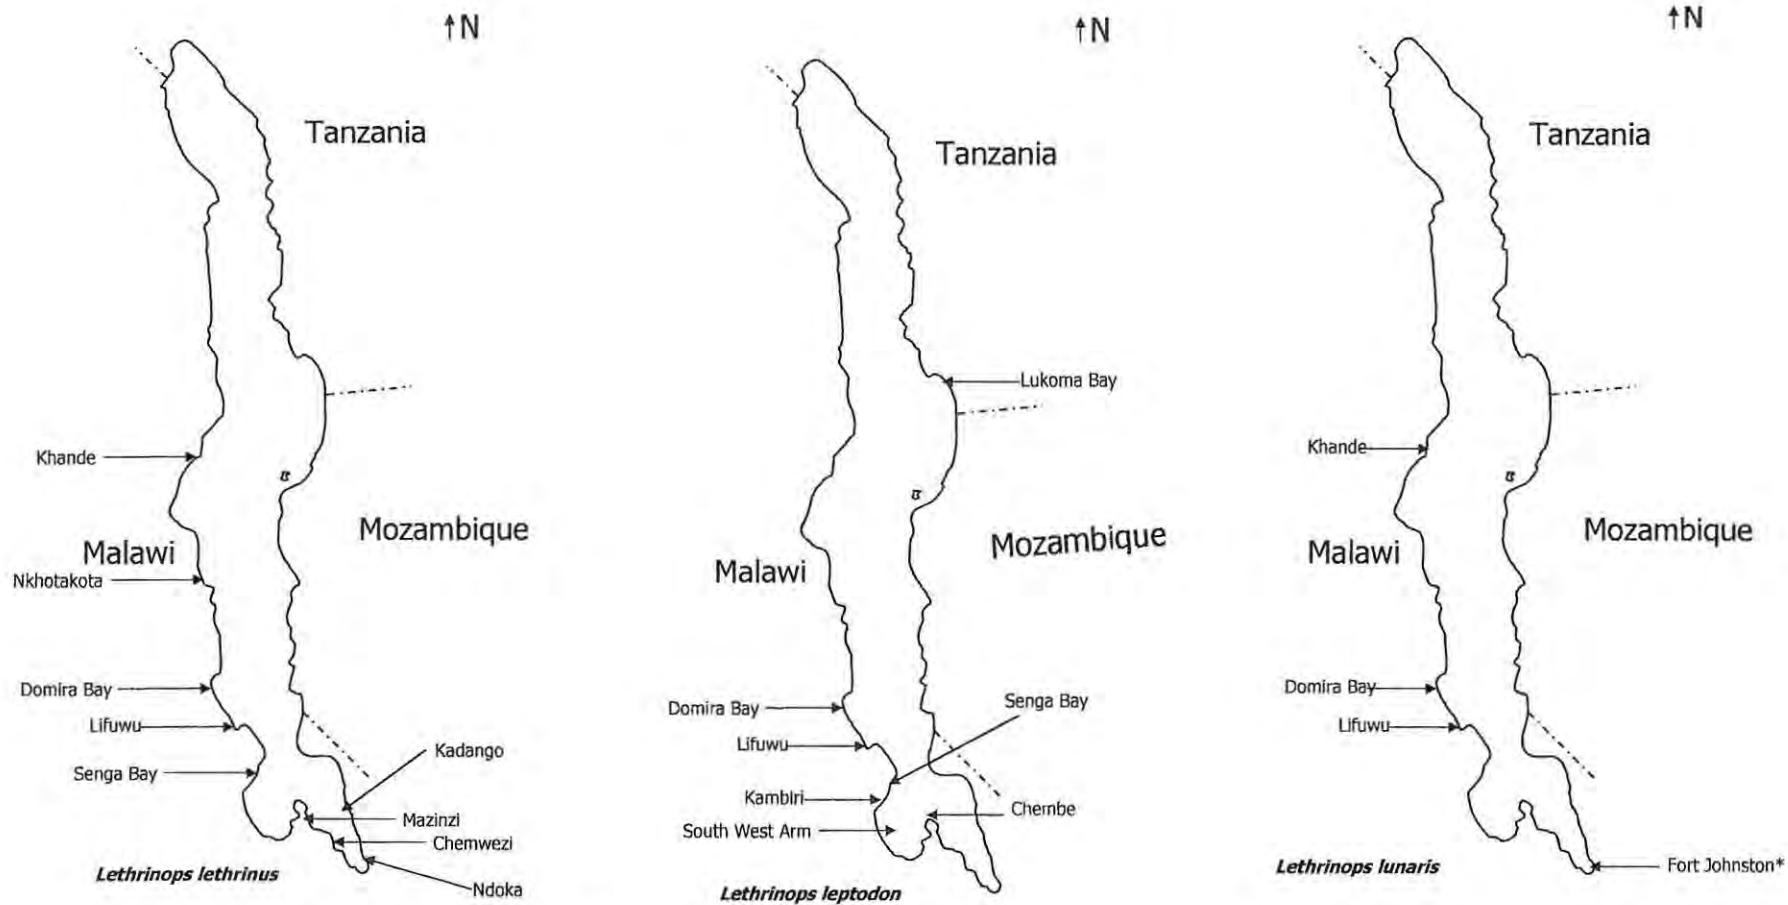 ↑N
Tanzania
Khande
Mozambique
Malawi
Nkhotakota
Domira Bay
Lifuwu
Kadango
Senga Bay
Mazinzi
Chemwezi
Lethrinops lethrinus
Ndoka
↑N
Tanzania
Lukoma Bay
Mozambique
Malawi
Senga Bay
Domira Bay
Lifuwu
Kambiri
Chembe
South West Arm
Lethrinops leptodon
↑N
Tanzania
Khande
Mozambique
Malawi
Domira Bay
Lifuwu
Lethrinops lunaris
Fort Johnston*